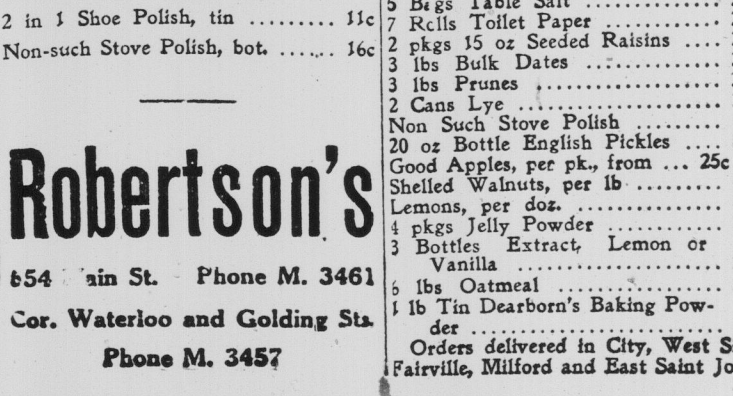 2 in 1 Shoe Polish, tin ......... 11c
Non-such Stove Polish, bot. ...... 16c
Robertson's
654 ain St. Phone M. 3461
Cor. Waterloo and Golding Sts.
Phone M. 3457
5 Bags Table Salt ................
7 Rolls Toilet Paper ..............
2 pkgs 15 oz Seeded Raisins ....
3 lbs Bulk Dates ................
3 lbs Prunes ....................
2 Cans Lye .....................
Non Such Stove Polish .........
20 oz Bottle English Pickles ....
Good Apples, per pk., from ... 25c
Shelled Walnuts, per lb .........
Lemons, per doz. ...............
4 pkgs Jelly Powder ............
3 Bottles Extract, Lemon or
Vanilla ......................
6 lbs Oatmeal .................
1 lb Tin Dearborn's Baking Pow-
der ..........................
Orders delivered in City, West
Fairville, Milford and East Saint